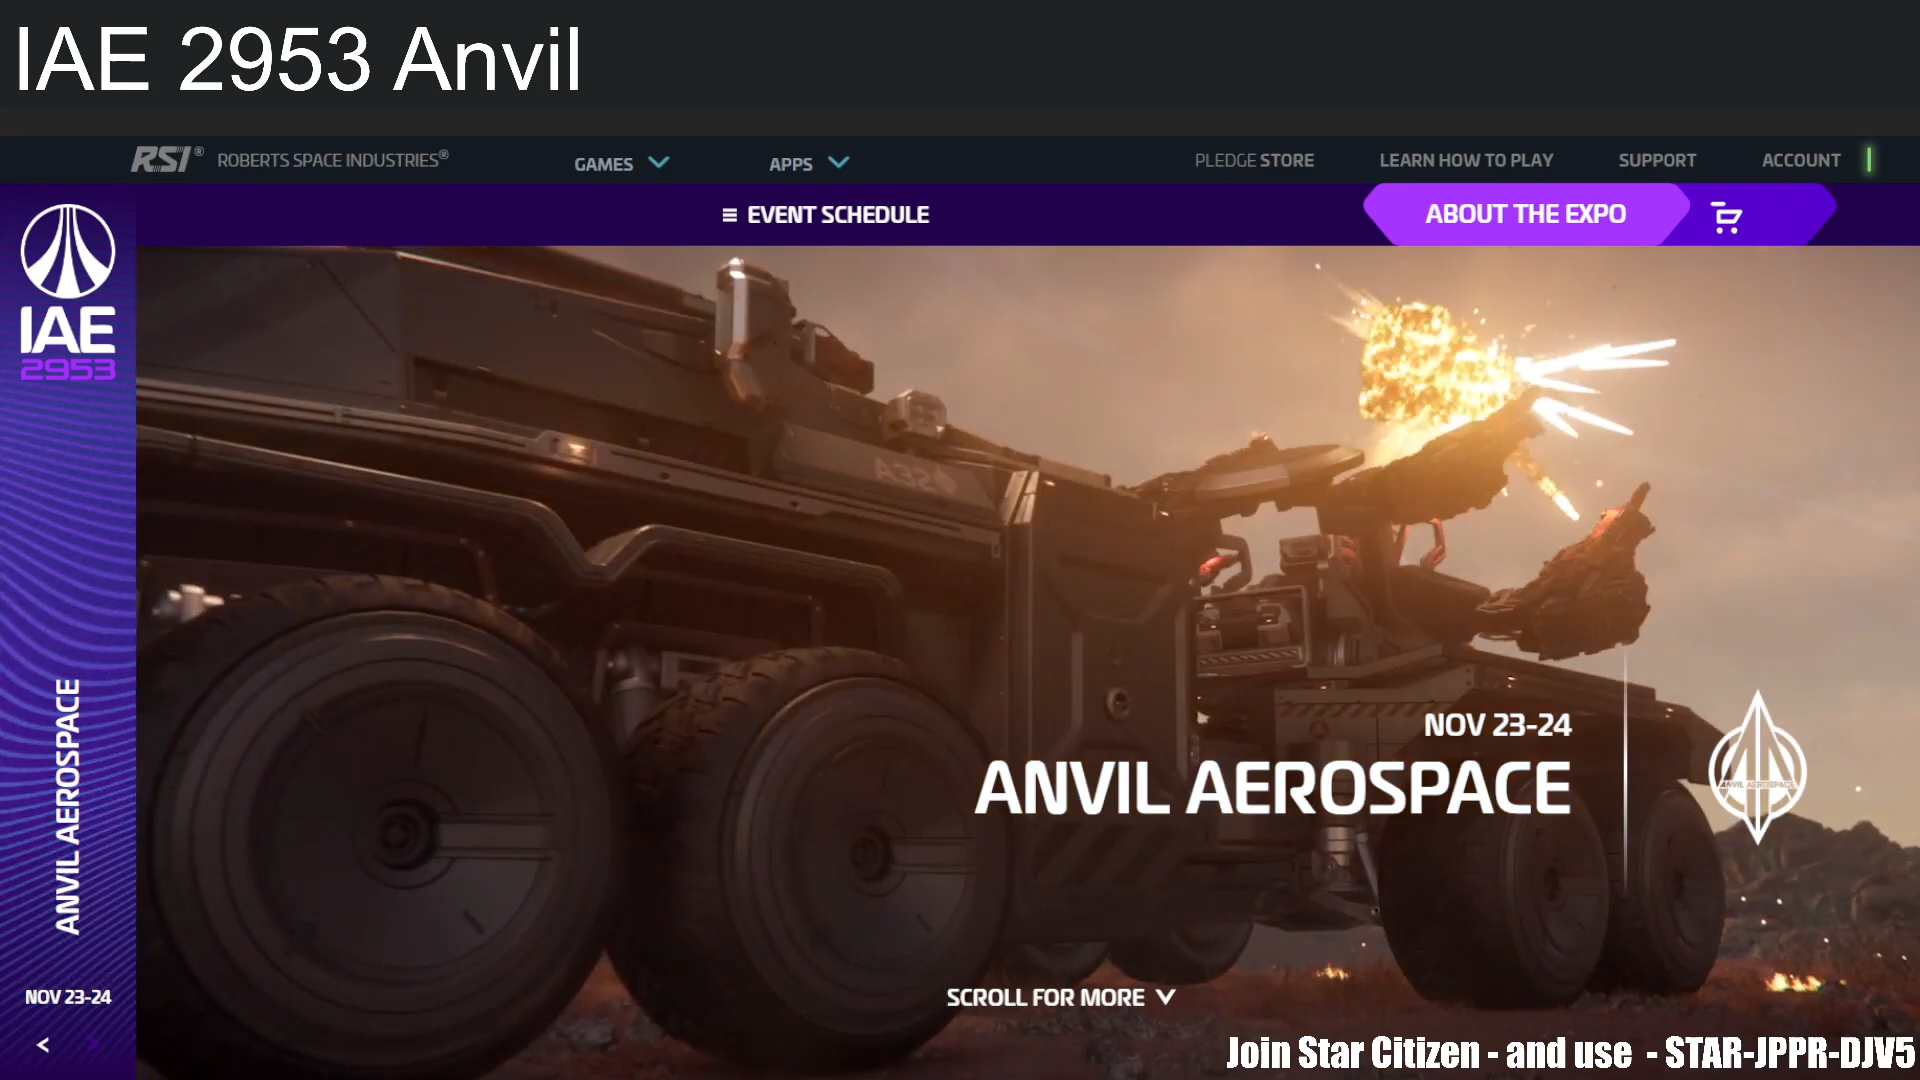 IAE 2953 Anvil
RSI® ROBERTS SPACE INDUSTRIES®
GAMES
APPS
PLEDGE STORE
LEARN HOW TO PLAY
SUPPORT
ACCOUNT
EVENT SCHEDULE
ABOUT THE EXPO
IAE
2953
ANVIL AEROSPACE
NOV 23-24
NOV 23-24
ANVIL AEROSPACE
ANVIL AEROSPACE
SCROLL FOR MORE
Join Star Citizen - and use - STAR-JPPR-DJV5